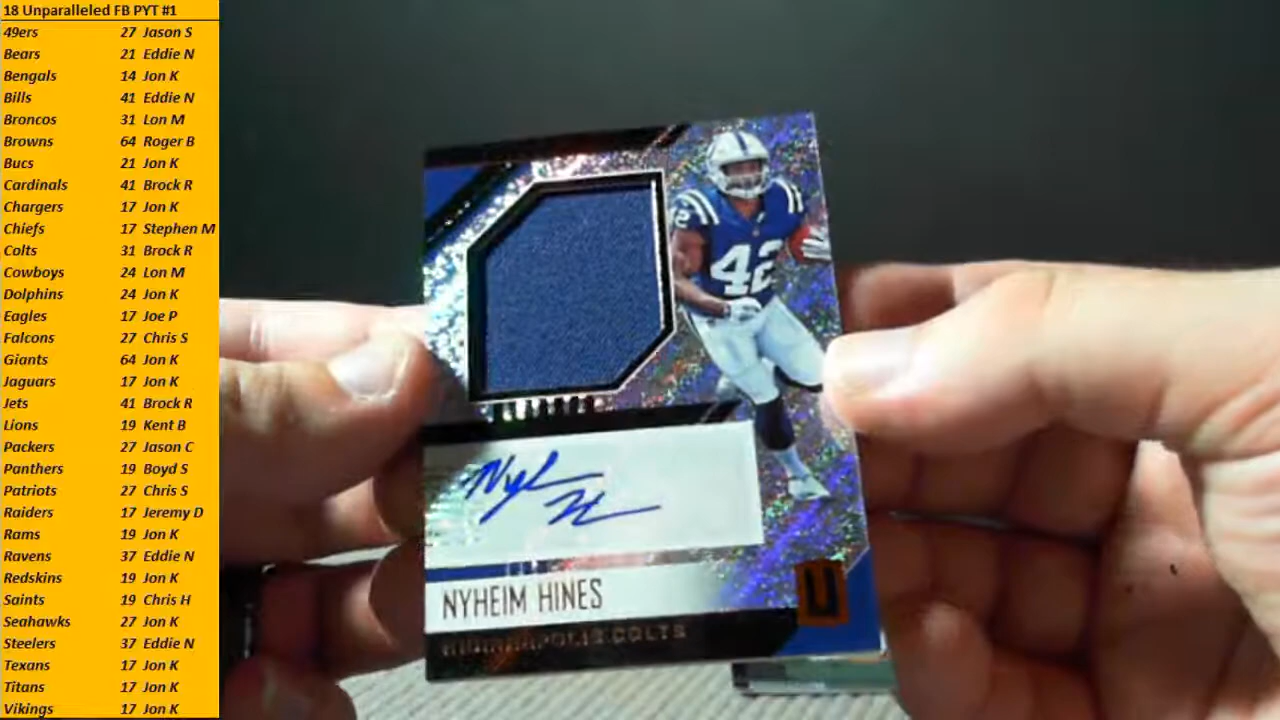 18 Unparalleled FB PYT #1
49ers 27 Jason S
Bears 21 Eddie N
Bengals 14 Jon K
Bills 41 Eddie N
Broncos 31 Lon M
Browns 64 Roger B
Bucs 21 Jon K
Cardinals 41 Brock R
Chargers 17 Jon K
Chiefs 17 Stephen M
Colts 31 Brock R
Cowboys 24 Lon M
Dolphins 24 Jon K
Eagles 17 Joe P
Falcons 27 Chris S
Giants 64 Jon K
Jaguars 17 Jon K
Jets 41 Brock R
Lions 19 Kent B
Packers 27 Jason C
Panthers 19 Boyd S
Patriots 27 Chris S
Raiders 17 Jeremy D
Rams 19 Jon K
Ravens 37 Eddie N
Redskins 19 Jon K
Saints 19 Chris H
Seahawks 27 Jon K
Steelers 37 Eddie N
Texans 17 Jon K
Titans 17 Jon K
Vikings 17 Jon K
42
42
NYHEIM HINES
U
INDIANAPOLIS COLTS